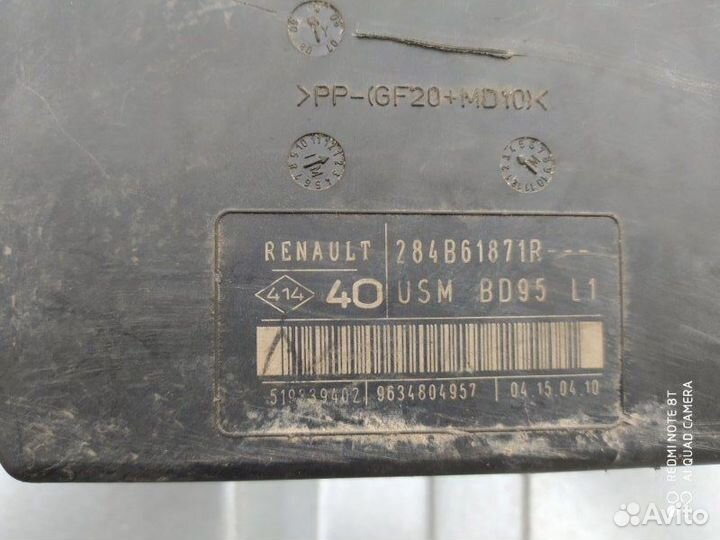 >PP-(GF20+MD10)<
RENAULT 284B61871R---
414 40 USM BD95 L1
519339402 9634804957 04.15.04.10
REDMI NOTE 8T
AI QUAD CAMERA
Avito